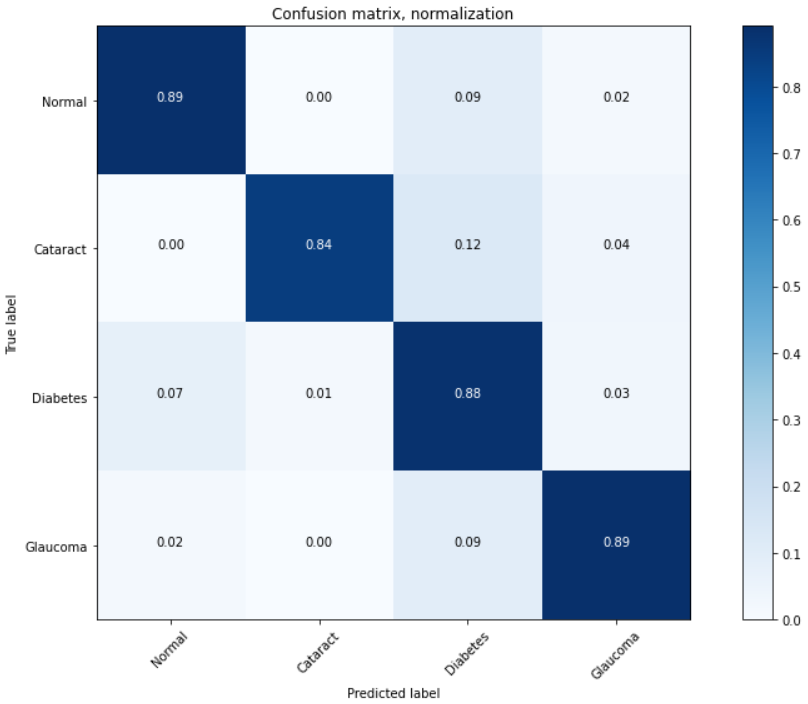 Confusion matrix, normalization
Normal 0.89 0.00 0.09 0.02
Cataract 0.00 0.84 0.12 0.04
Diabetes 0.07 0.01 0.88 0.03
Glaucoma 0.02 0.00 0.09 0.89
True label
Normal Cataract Diabetes Glaucoma
Predicted label
0.8
0.7
0.6
0.5
0.4
0.3
0.2
0.1
0.0